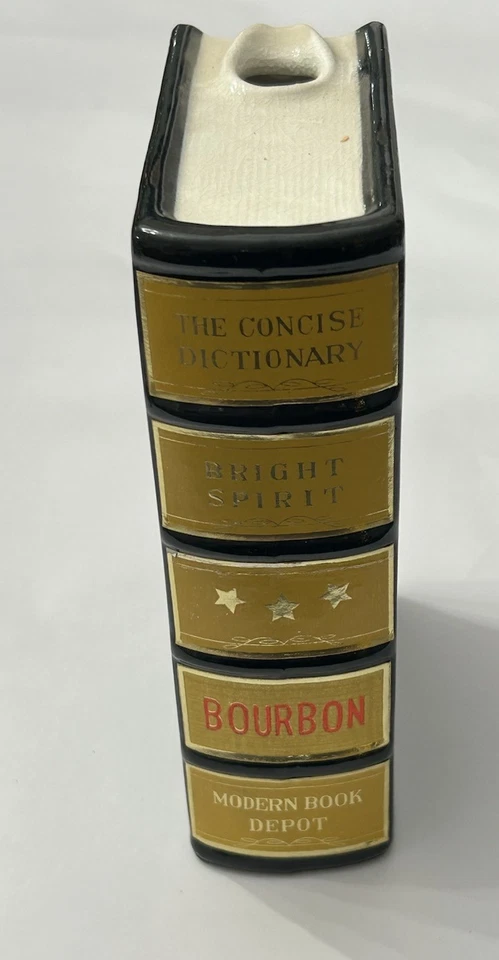 THE CONCISE
DICTIONARY
BRIGHT
SPIRIT
BOURBON
MODERN BOOK
DEPOT